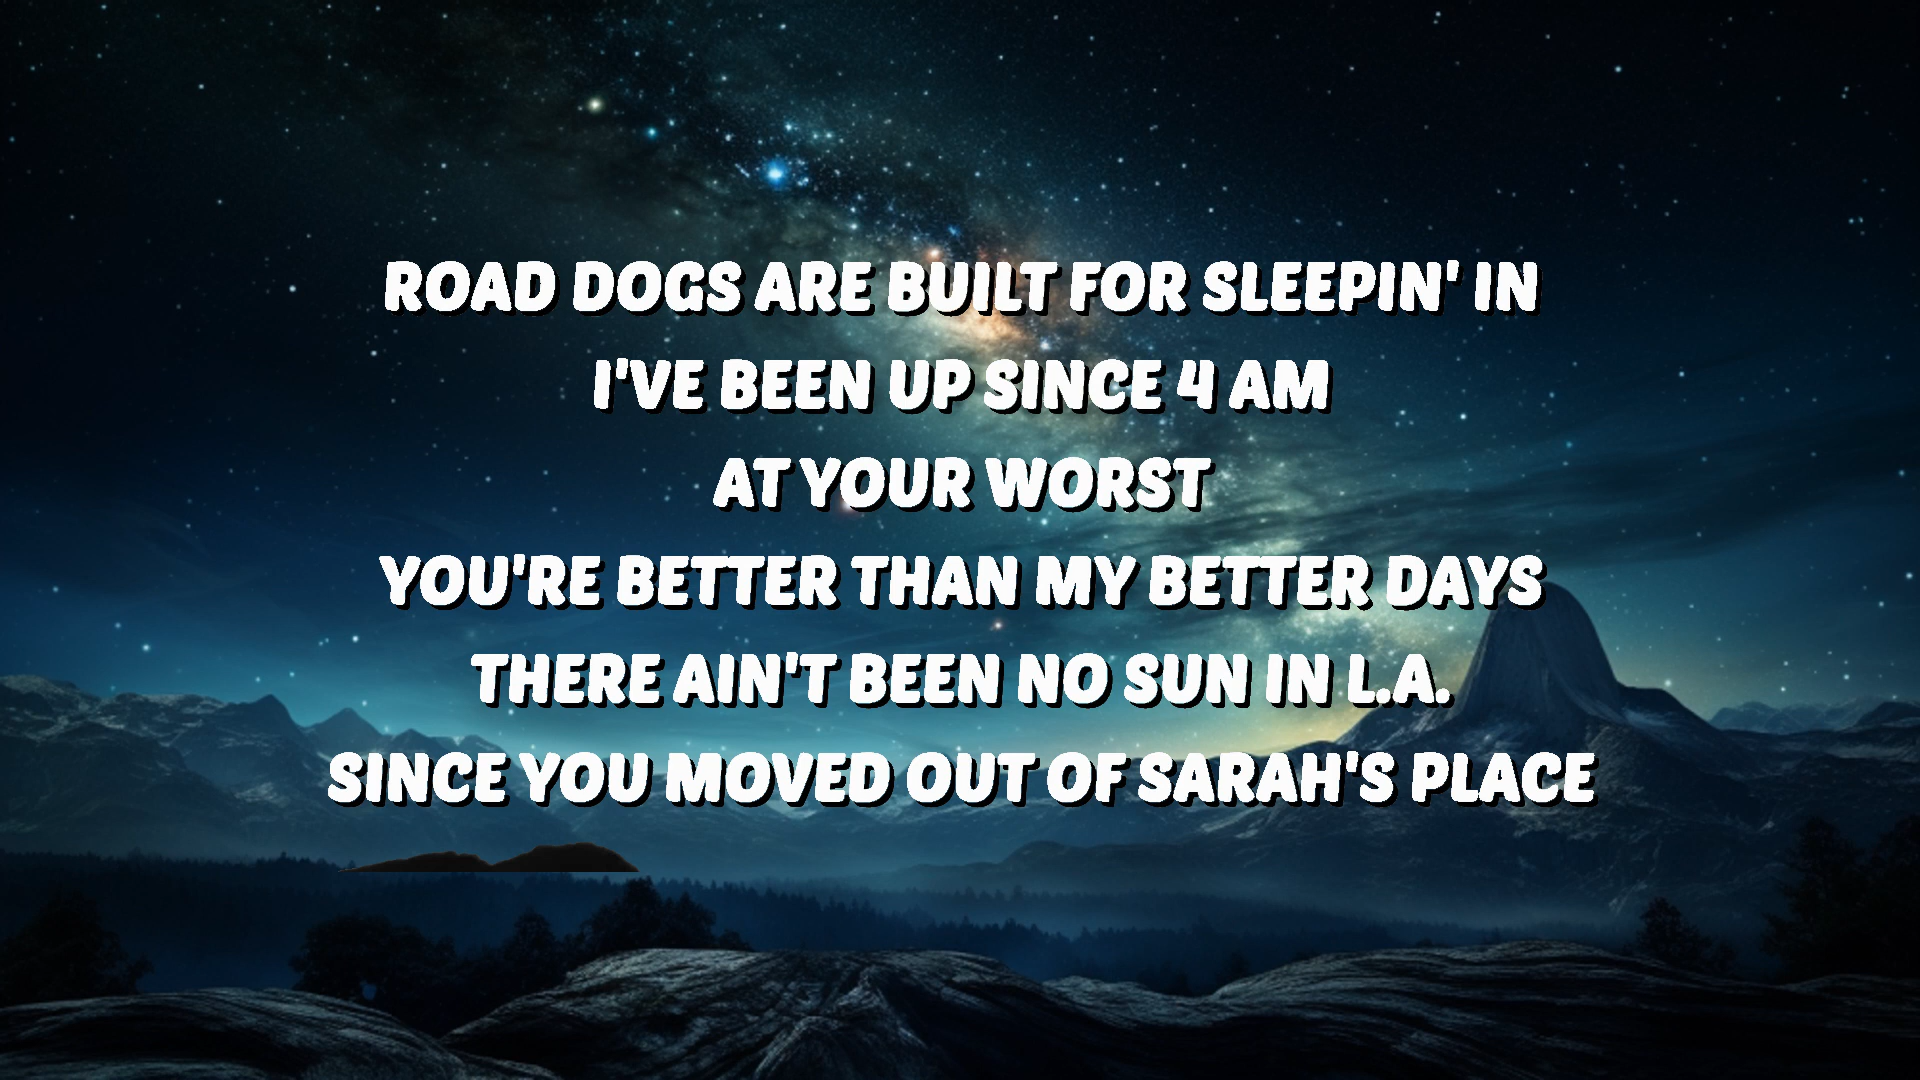 ROAD DOGS ARE BUILT FOR SLEEPIN' IN
I'VE BEEN UP SINCE 4 AM
AT YOUR WORST
YOU'RE BETTER THAN MY BETTER DAYS
THERE AIN'T BEEN NO SUN IN L.A.
SINCE YOU MOVED OUT OF SARAH'S PLACE